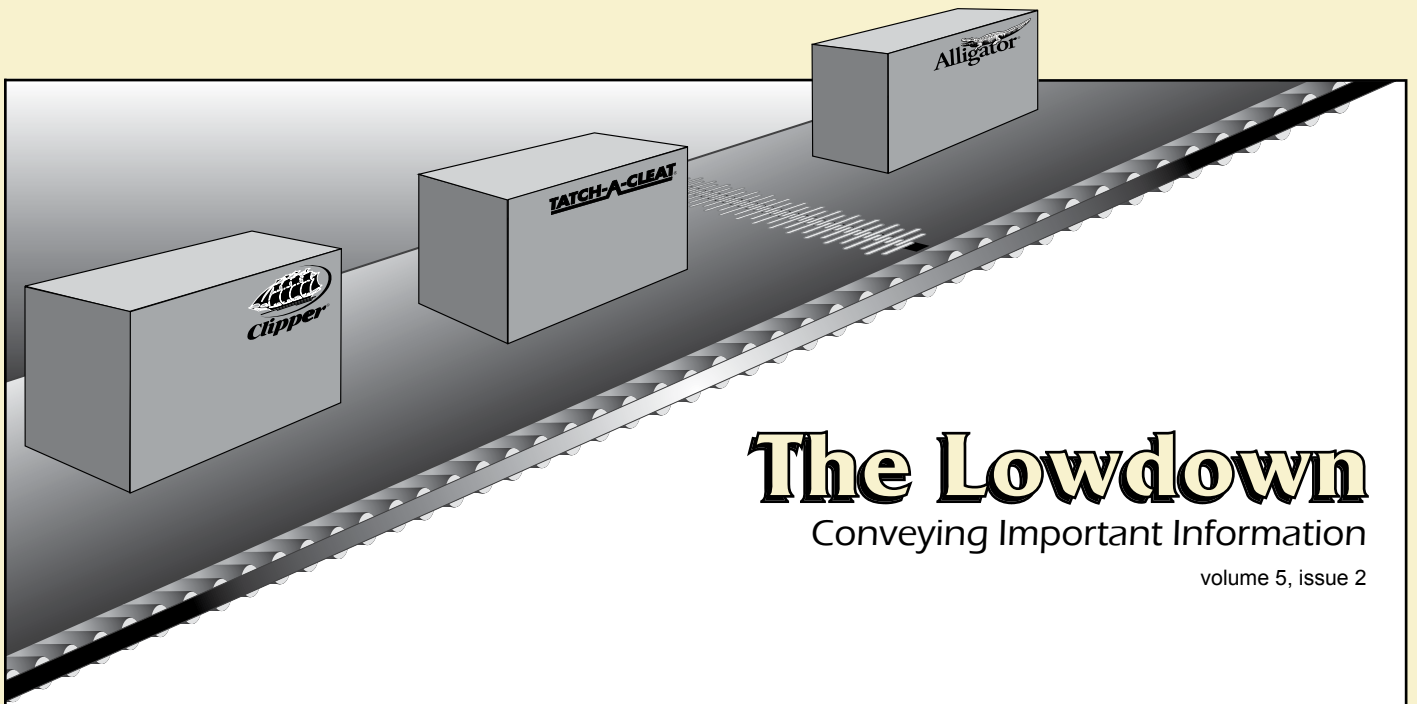 Alligator
TATCH-A-CLEAT
Clipper
The Lowdown
Conveying Important Information
volume 5, issue 2